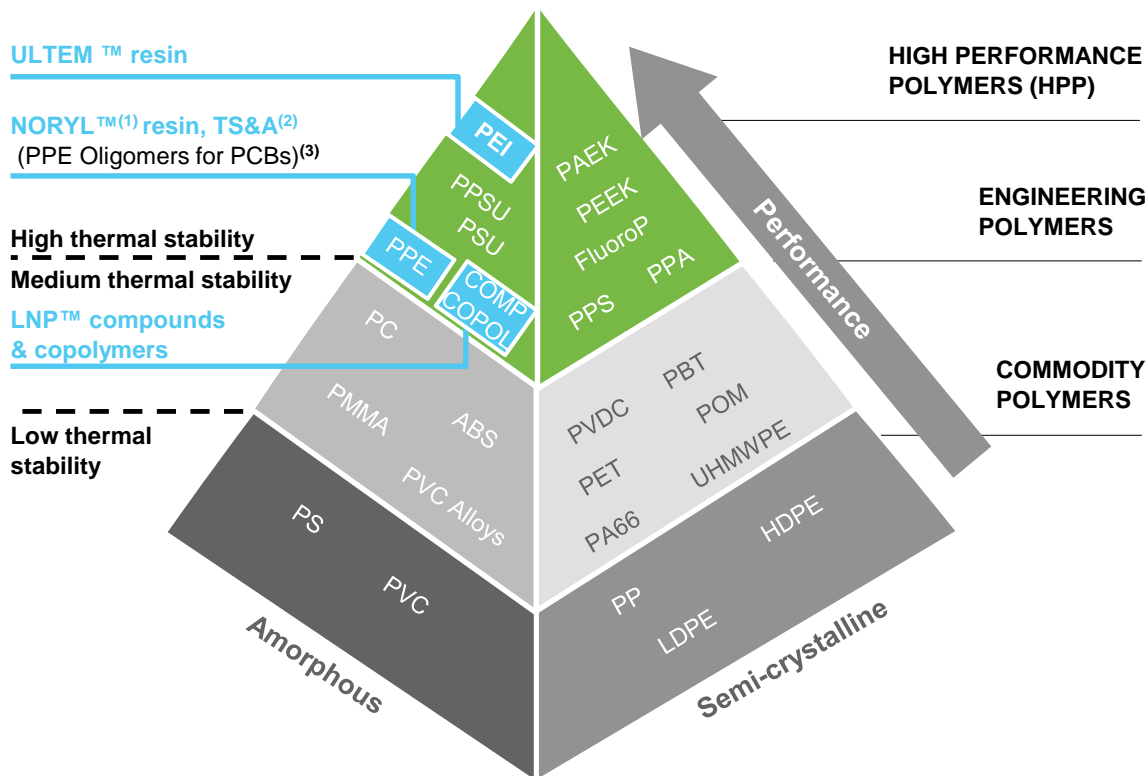 ULTEM ™ resin
NORYL™⁽¹⁾ resin, TS&A⁽²⁾
(PPE Oligomers for PCBs)⁽³⁾
High thermal stability
Medium thermal stability
LNP™ compounds
& copolymers
Low thermal
stability
PEI
PPSU
PSU
PPE
COMP
COPOL
PC
PMMA
ABS
PVC Alloys
PS
PVC
Amorphous
PAEK
PEEK
FluoroP
PPA
PPS
PBT
PVDC
POM
PET
UHMWPE
PA66
HDPE
PP
LDPE
Semi-crystalline
Performance
HIGH PERFORMANCE
POLYMERS (HPP)
ENGINEERING
POLYMERS
COMMODITY
POLYMERS